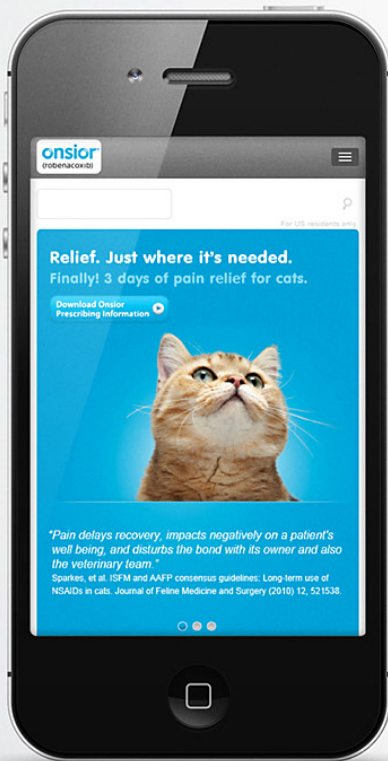 onsior
(robenacoxib)
For US residents only
Relief. Just where it's needed.
Finally! 3 days of pain relief for cats.
Download Onsior
Prescribing Information
"Pain delays recovery, impacts negatively on a patient's
well being, and disturbs the bond with its owner and also
the veterinary team."
Sparkes, et al. ISFM and AAFP consensus guidelines: Long-term use of
NSAIDs in cats. Journal of Feline Medicine and Surgery (2010) 12, 521538.